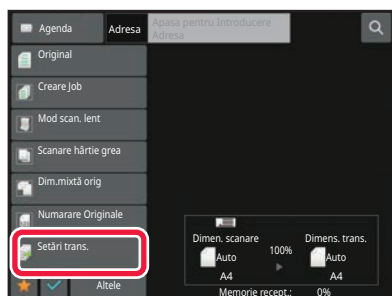 Agenda
Adresa
Apasa pentru Introducere
Adresa
Original
Creare Job
Mod scan. lent
Scanare hârtie grea
Dim.mixtă orig
Numarare Originale
Setări trans.
Altele
Dimen. scanare
100%
Dimens. trans.
Auto
Auto
A4
A4
Memorie recept.: 0%